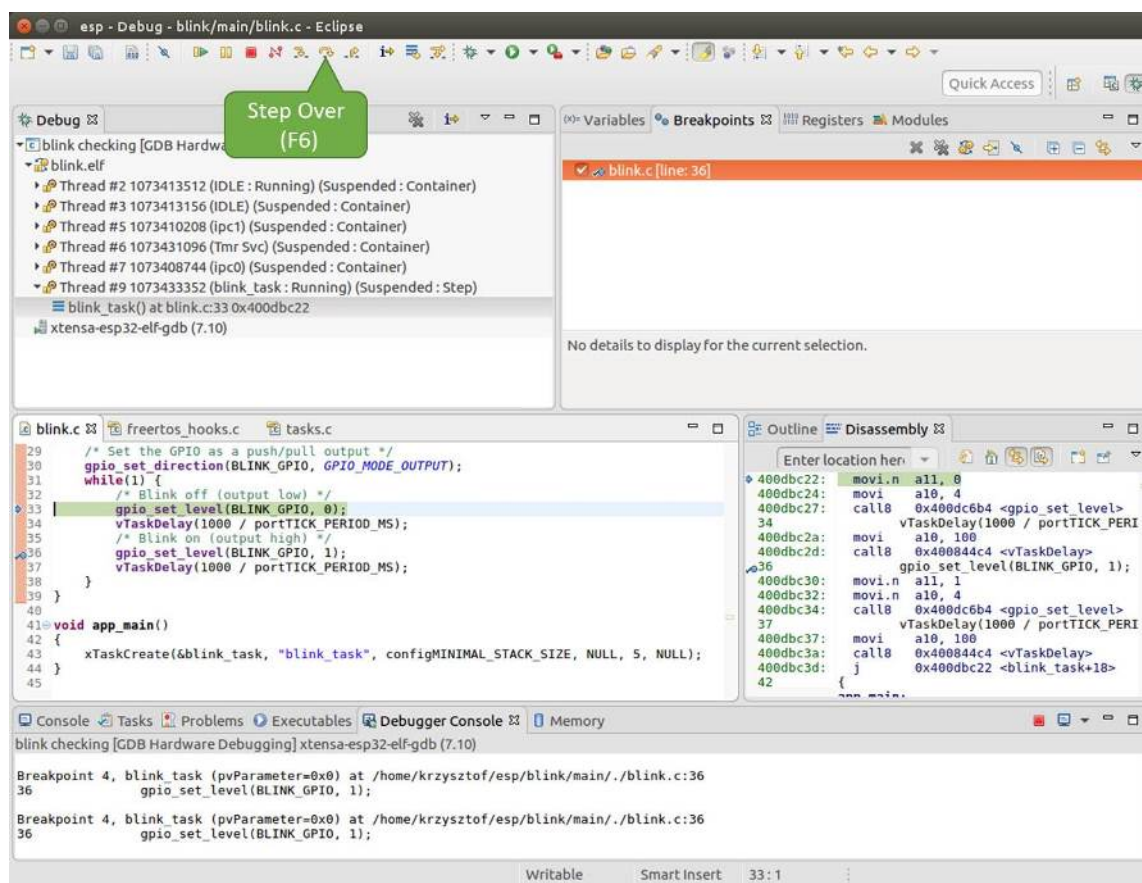 esp - Debug - blink/main/blink.c - Eclipse
Quick Access
Step Over
(F6)
Debug
blink checking [GDB Hardwa
blink.elf
Thread #2 1073413512 (IDLE : Running) (Suspended : Container)
Thread #3 1073413156 (IDLE) (Suspended : Container)
Thread #5 1073410208 (ipc1) (Suspended : Container)
Thread #6 1073431096 (Tmr Svc) (Suspended : Container)
Thread #7 1073408744 (ipc0) (Suspended : Container)
Thread #9 1073433352 (blink_task : Running) (Suspended : Step)
blink_task() at blink.c:33 0x400dbc22
xtensa-esp32-elf-gdb (7.10)
(x)= Variables Breakpoints Registers Modules
blink.c [line: 36]
No details to display for the current selection.
blink.c freertos_hooks.c tasks.c
29 /* Set the GPIO as a push/pull output */
30 gpio_set_direction(BLINK_GPIO, GPIO_MODE_OUTPUT);
31 while(1) {
32 /* Blink off (output low) */
33 gpio_set_level(BLINK_GPIO, 0);
34 vTaskDelay(1000 / portTICK_PERIOD_MS);
35 /* Blink on (output high) */
36 gpio_set_level(BLINK_GPIO, 1);
37 vTaskDelay(1000 / portTICK_PERIOD_MS);
38 }
39 }
40
41 void app_main()
42 {
43 xTaskCreate(&blink_task, "blink_task", configMINIMAL_STACK_SIZE, NULL, 5, NULL);
44 }
45
Outline Disassembly
Enter location her
400dbc22: movi.n a11, 0
400dbc24: movi a10, 4
400dbc27: call8 0x400dc6b4 <gpio_set_level>
34 vTaskDelay(1000 / portTICK_PERI
400dbc2a: movi a10, 100
400dbc2d: call8 0x400844c4 <vTaskDelay>
36 gpio_set_level(BLINK_GPIO, 1);
400dbc30: movi.n a11, 1
400dbc32: movi.n a10, 4
400dbc34: call8 0x400dc6b4 <gpio_set_level>
37 vTaskDelay(1000 / portTICK_PERI
400dbc37: movi a10, 100
400dbc3a: call8 0x400844c4 <vTaskDelay>
400dbc3d: j 0x400dbc22 <blink_task+18>
42 {
app_main:
Console Tasks Problems Executables Debugger Console Memory
blink checking [GDB Hardware Debugging] xtensa-esp32-elf-gdb (7.10)
Breakpoint 4, blink_task (pvParameter=0x0) at /home/krzysztof/esp/blink/main/./blink.c:36
36 gpio_set_level(BLINK_GPIO, 1);
Breakpoint 4, blink_task (pvParameter=0x0) at /home/krzysztof/esp/blink/main/./blink.c:36
36 gpio_set_level(BLINK_GPIO, 1);
Writable Smart Insert 33 : 1